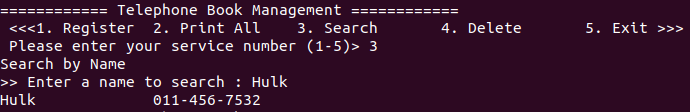 ============ Telephone Book Management ============
<<<1. Register  2. Print All    3. Search       4. Delete       5. Exit >>>
Please enter your service number (1-5)> 3
Search by Name
>> Enter a name to search : Hulk
Hulk            011-456-7532